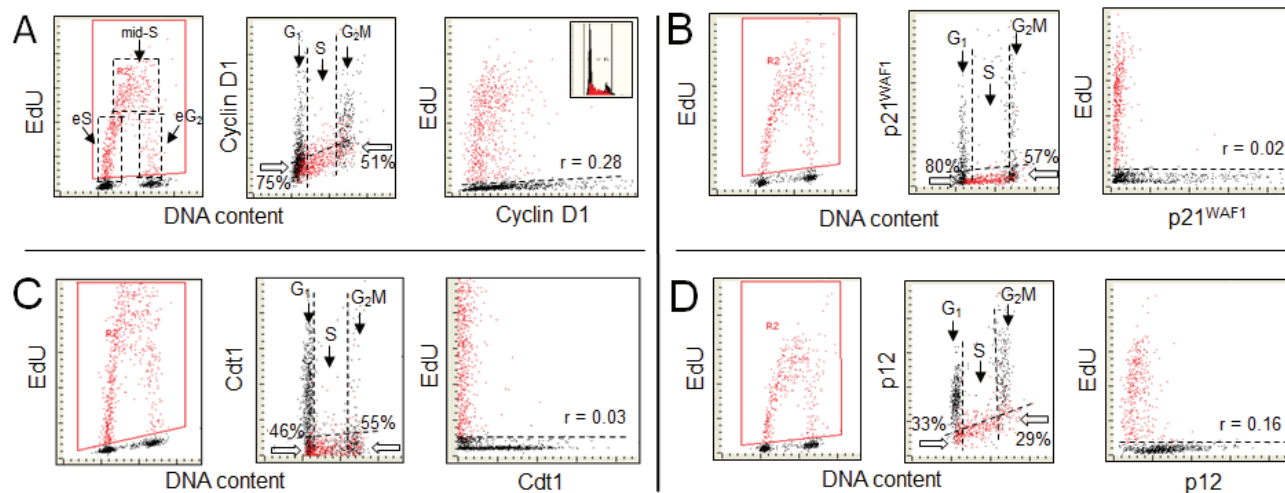 A
mid-S
R2
eS
eG2
EdU
DNA content
Cyclin D1
G1
S
G2M
75%
51%
EdU
r = 0.28
Cyclin D1
B
R2
EdU
DNA content
p21WAF1
G1
S
G2M
80%
57%
EdU
r = 0.02
p21WAF1
C
R2
EdU
DNA content
Cdt1
G1
S
G2M
46%
55%
EdU
r = 0.03
Cdt1
D
R2
EdU
DNA content
p12
G1
S
G2M
33%
29%
EdU
r = 0.16
p12